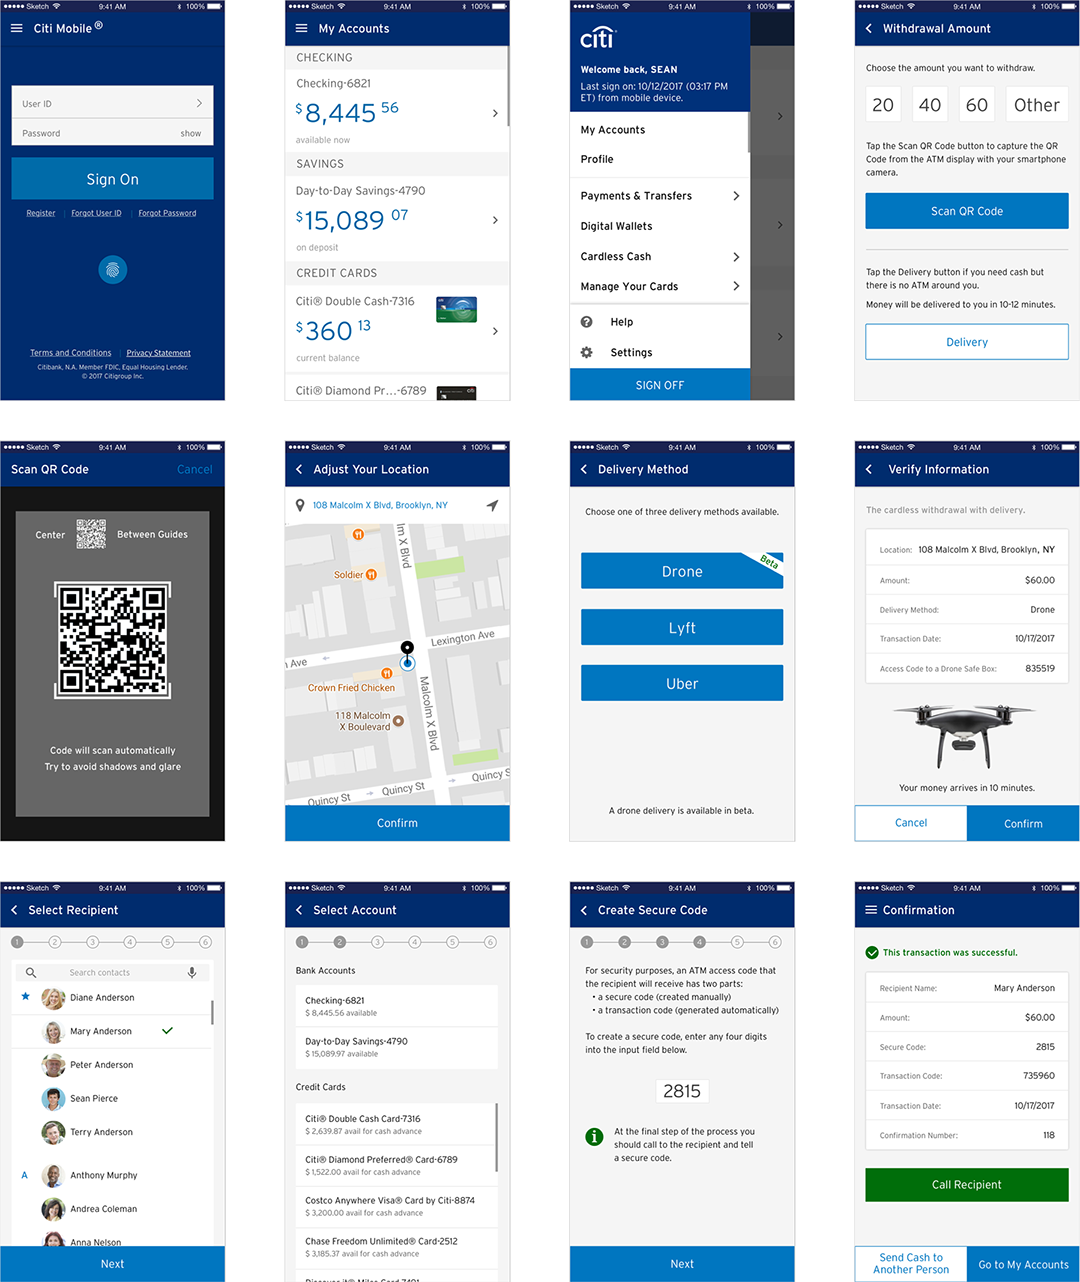 Sketch 9:41 AM 100%
Citi Mobile ®
User ID
Password show
Sign On
Register Forgot User ID Forgot Password
Terms and Conditions Privacy Statement
Citibank, N.A. Member FDIC, Equal Housing Lender.
© 2017 Citigroup Inc.
Sketch 9:41 AM 100%
My Accounts
CHECKING
Checking-6821
$8,445 56
available now
SAVINGS
Day-to-Day Savings-4790
$15,089 07
on deposit
CREDIT CARDS
Citi® Double Cash-7316
$360 13
current balance
Citi® Diamond Pr...-6789
citi
Sketch 9:41 AM 100%
citi
Welcome back, SEAN
Last sign on: 10/12/2017 (03:17 PM
ET) from mobile device.
My Accounts
Profile
Payments & Transfers
Digital Wallets
Cardless Cash
Manage Your Cards
Help
Settings
SIGN OFF
Sketch 9:41 AM 100%
Withdrawal Amount
Choose the amount you want to withdraw.
20 40 60 Other
Tap the Scan QR Code button to capture the QR
Code from the ATM display with your smartphone
camera.
Scan QR Code
Tap the Delivery button if you need cash but
there is no ATM around you.
Money will be delivered to you in 10-12 minutes.
Delivery
Sketch 9:41 AM 100%
Scan QR Code Cancel
Center Between Guides
Code will scan automatically
Try to avoid shadows and glare
Sketch 9:41 AM 100%
Adjust Your Location
108 Malcolm X Blvd, Brooklyn, NY
lm X Blvd
Soldier
Lexington Ave
n Ave
Crown Fried Chicken
Malcolm X Blvd
118 Malcolm
X Boulevard
Quincy St
Quincy St
Quincy S
Confirm
Sketch 9:41 AM 100%
Delivery Method
Choose one of three delivery methods available.
Drone
Beta
Lyft
Uber
A drone delivery is available in beta.
Sketch 9:41 AM 100%
Verify Information
The cardless withdrawal with delivery.
Location: 108 Malcolm X Blvd, Brooklyn, NY
Amount: $60.00
Delivery Method: Drone
Transaction Date: 10/17/2017
Access Code to a Drone Safe Box: 835519
Your money arrives in 10 minutes.
Cancel Confirm
Sketch 9:41 AM 100%
Select Recipient
1 2 3 4 5 6
Search contacts
Diane Anderson
Mary Anderson
Peter Anderson
Sean Pierce
Terry Anderson
A Anthony Murphy
Andrea Coleman
Anna Nelson
Next
Sketch 9:41 AM 100%
Select Account
1 2 3 4 5 6
Bank Accounts
Checking-6821
$ 8,445.56 available
Day-to-Day Savings-4790
$ 15,089.97 available
Credit Cards
Citi® Double Cash Card-7316
$ 2,639.87 avail for cash advance
Citi® Diamond Preferred® Card-6789
$ 1,522.00 avail for cash advance
Costco Anywhere Visa® Card by Citi-8874
$ 3,200.00 avail for cash advance
Chase Freedom Unlimited® Card-2512
$ 3,185.37 avail for cash advance
Discover it® Miles Card-7491
Sketch 9:41 AM 100%
Create Secure Code
1 2 3 4 5 6
For security purposes, an ATM access code that
the recipient will receive has two parts:
• a secure code (created manually)
• a transaction code (generated automatically)
To create a secure code, enter any four digits
into the input field below.
2815
At the final step of the process you
should call to the recipient and tell
a secure code.
Next
Sketch 9:41 AM 100%
Confirmation
This transaction was successful.
Recipient Name: Mary Anderson
Amount: $60.00
Secure Code: 2815
Transaction Code: 735960
Transaction Date: 10/17/2017
Confirmation Number: 118
Call Recipient
Send Cash to
Another Person
Go to My Accounts